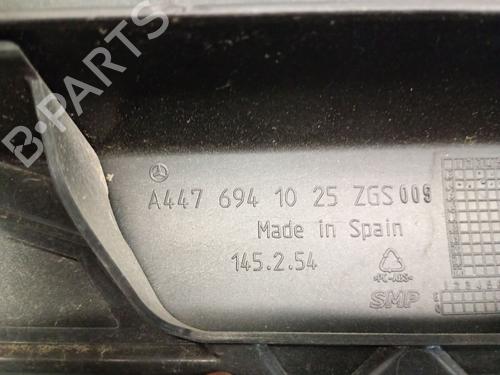 B-PARTS
A447 694 10 25 ZGS 009
Made in Spain
145.2.54
>PC-ABS<
SMP